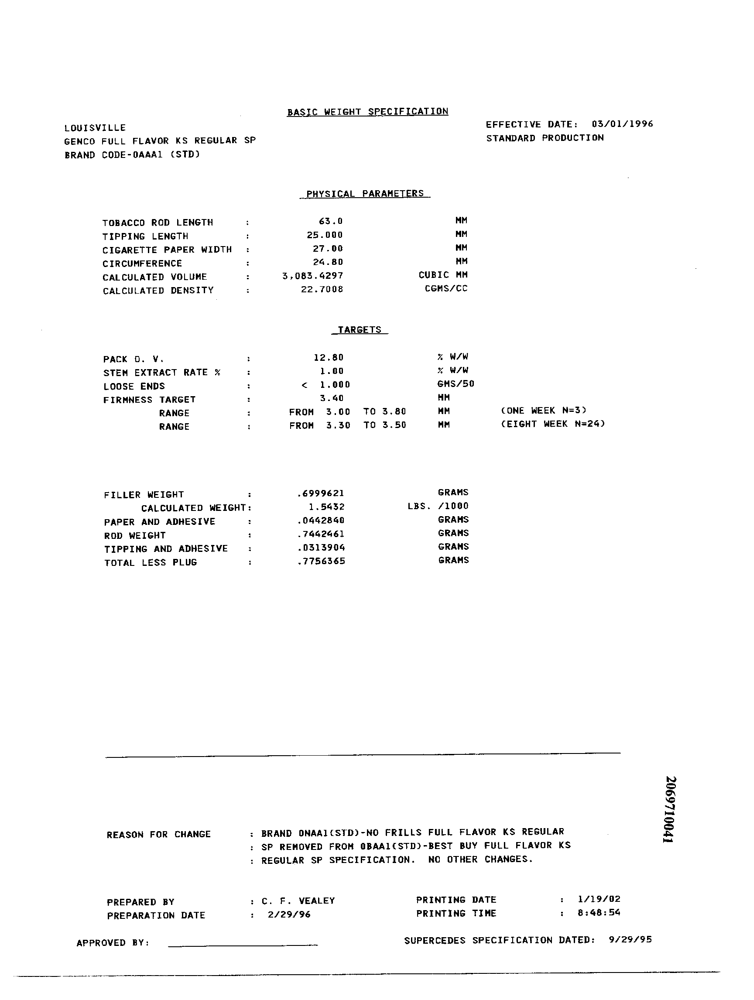 BASIC WEIGHT SPECIFICATION
LOUISVILLE
EFFECTIVE DATE: 03/01/1996
GENCO FULL FLAVOR KS REGULAR SP
STANDARD PRODUCTION
BRAND CODE-0AAA1 (STD)
PHYSICAL PARAMETERS
TOBACCO ROD LENGTH : 63.0 MM
TIPPING LENGTH : 25.000 MM
CIGARETTE PAPER WIDTH : 27.00 MM
CIRCUMFERENCE : 24.80 MM
CALCULATED VOLUME : 3,083.4297 CUBIC MM
CALCULATED DENSITY : 22.7008 CGMS/CC
TARGETS
PACK O. V. : 12.80 % W/W
STEM EXTRACT RATE % : 1.00 % W/W
LOOSE ENDS : < 1.000 GMS/50
FIRMNESS TARGET : 3.40 MM
RANGE : FROM 3.00 TO 3.80 MM (ONE WEEK N=3)
RANGE : FROM 3.30 TO 3.50 MM (EIGHT WEEK N=24)
FILLER WEIGHT : .6999621 GRAMS
CALCULATED WEIGHT: 1.5432 LBS. /1000
PAPER AND ADHESIVE : .0442840 GRAMS
ROD WEIGHT : .7442461 GRAMS
TIPPING AND ADHESIVE : .0313904 GRAMS
TOTAL LESS PLUG : .7756365 GRAMS
2069710041
REASON FOR CHANGE : BRAND 0NAA1(STD)-NO FRILLS FULL FLAVOR KS REGULAR
: SP REMOVED FROM 0BAA1(STD)-BEST BUY FULL FLAVOR KS
: REGULAR SP SPECIFICATION. NO OTHER CHANGES.
PREPARED BY : C. F. VEALEY PRINTING DATE : 1/19/02
PREPARATION DATE : 2/29/96 PRINTING TIME : 8:48:54
APPROVED BY: SUPERCEDES SPECIFICATION DATED: 9/29/95